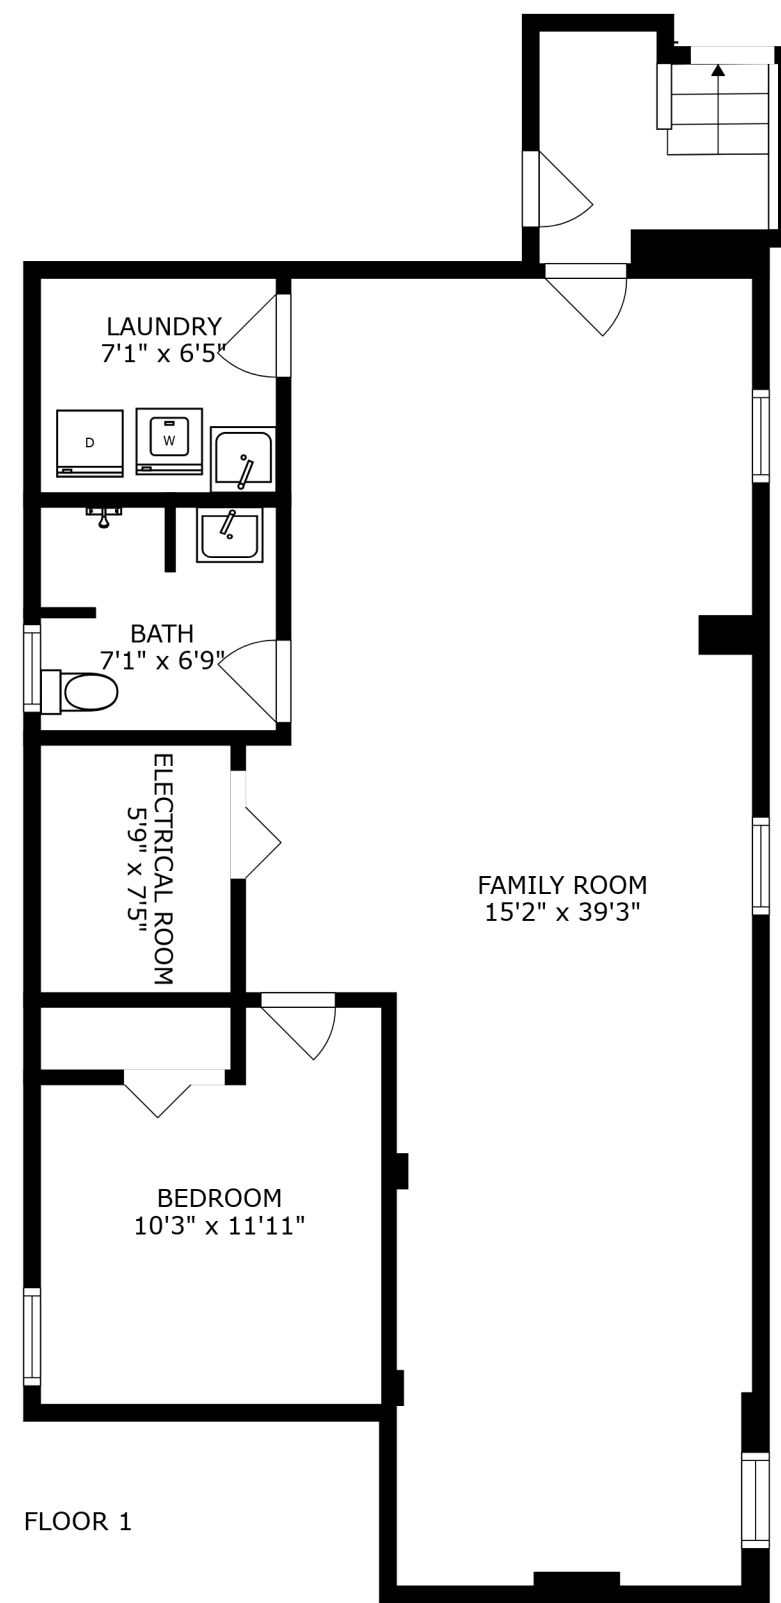 LAUNDRY
7'1" x 6'5"
D
W
BATH
7'1" x 6'9"
ELECTRICAL ROOM
5'9" x 7'5"
FAMILY ROOM
15'2" x 39'3"
BEDROOM
10'3" x 11'11"
FLOOR 1